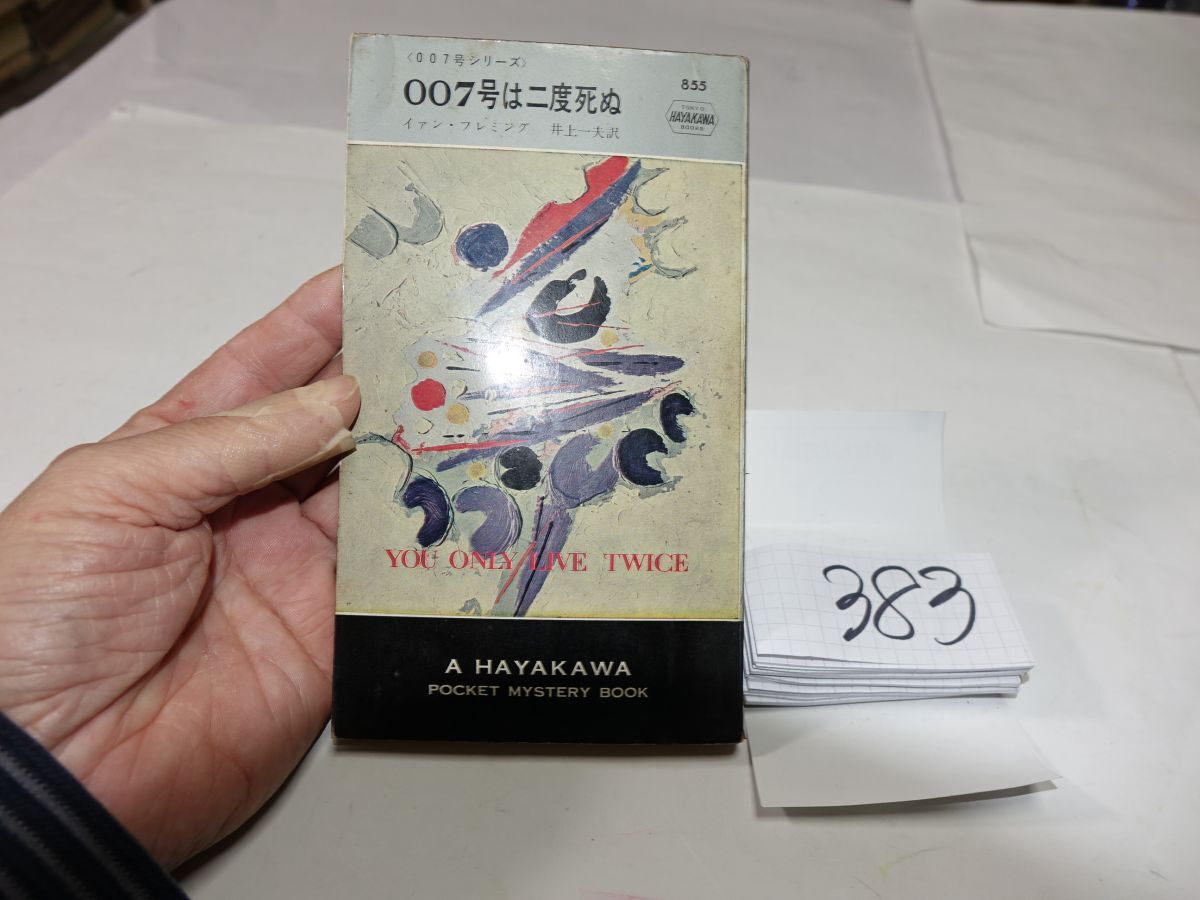 〈007号シリーズ〉
007号は二度死ぬ
イァン・フレミング 井上一夫訳
855
TOKYO
HAYAKAWA
BOOKS
YOU ONLY LIVE TWICE
A HAYAKAWA
POCKET MYSTERY BOOK
383